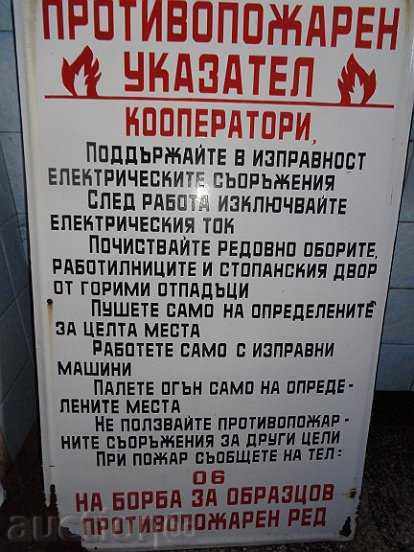 ПРОТИВОПОЖАРЕН
УКАЗАТЕЛ
КООПЕРАТОРИ,
ПОДДЪРЖАЙТЕ В ИЗПРАВНОСТ
ЕЛЕКТРИЧЕСКИТЕ СЪОРЪЖЕНИЯ
СЛЕД РАБОТА ИЗКЛЮЧВАЙТЕ
ЕЛЕКТРИЧЕСКИЯ ТОК
ПОЧИСТВАЙТЕ РЕДОВНО ОБОРИТЕ,
РАБОТИЛНИЦИТЕ И СТОПАНСКИЯ ДВОР
ОТ ГОРИМИ ОТПАДЪЦИ
ПУШЕТЕ САМО НА ОПРЕДЕЛЕНИТЕ
ЗА ЦЕЛТА МЕСТА
РАБОТЕТЕ САМО С ИЗПРАВНИ
МАШИНИ
ПАЛЕТЕ ОГЪН САМО НА ОПРЕДЕ-
ЛЕНИТЕ МЕСТА
НЕ ПОЛЗВАЙТЕ ПРОТИВОПОЖАР-
НИТЕ СЪОРЪЖЕНИЯ ЗА ДРУГИ ЦЕЛИ
ПРИ ПОЖАР СЪОБЩЕТЕ НА ТЕЛ:
06
НА БОРБА ЗА ОБРАЗЦОВ
ПРОТИВОПОЖАРЕН РЕД